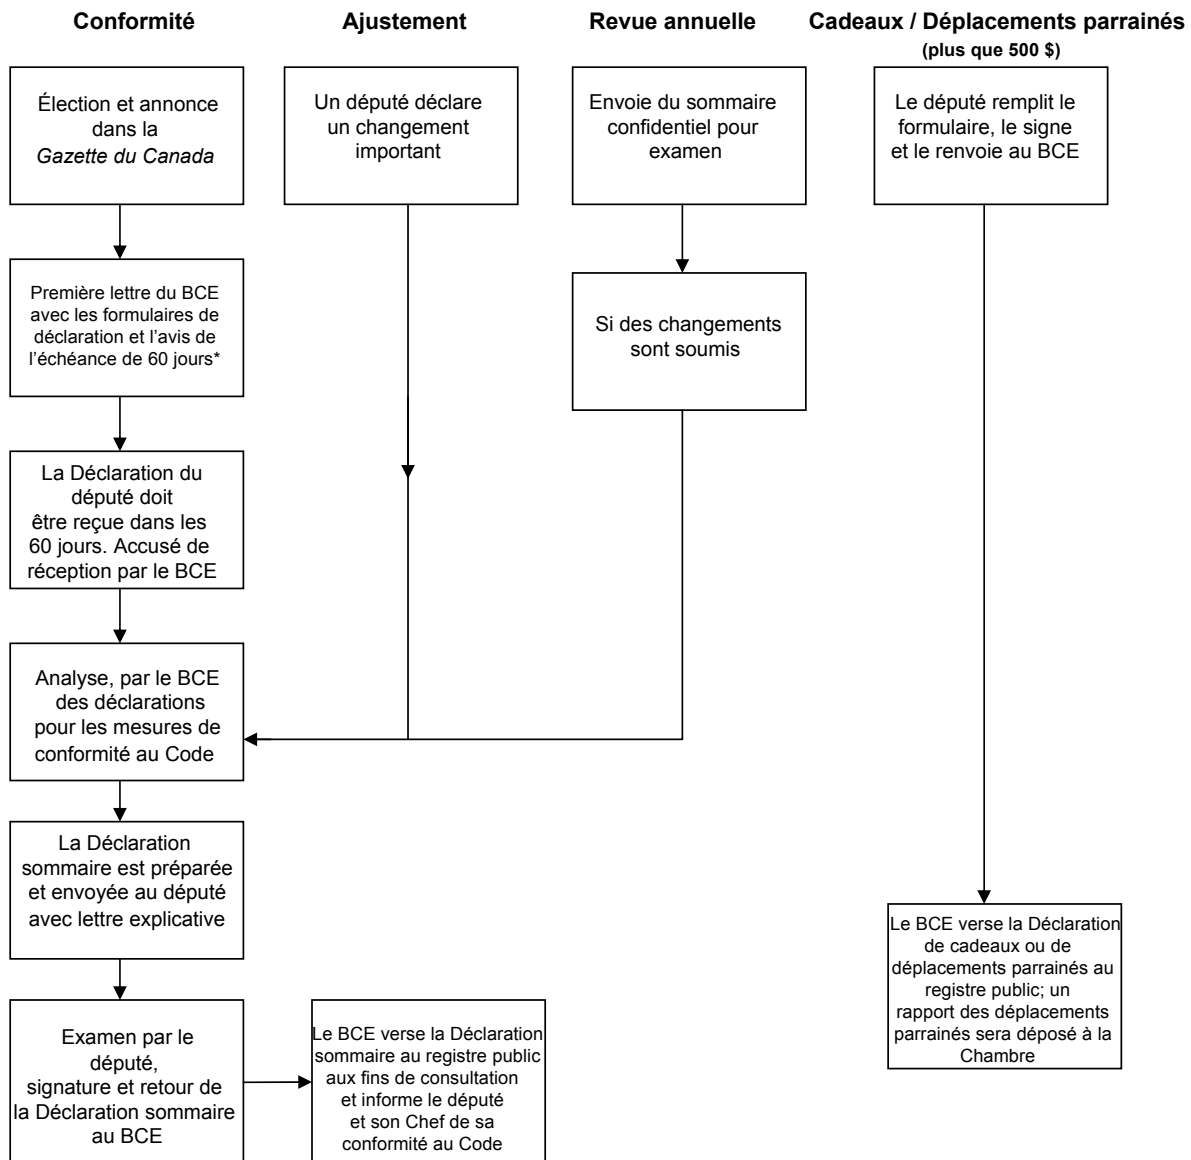 Conformité
Ajustement
Revue annuelle
Cadeaux / Déplacements parrainés
(plus que 500 $)
Élection et annonce
dans la
Gazette du Canada
Un député déclare
un changement
important
Envoie du sommaire
confidentiel pour
examen
Le député remplit le
formulaire, le signe
et le renvoie au BCE
Première lettre du BCE
avec les formulaires de
déclaration et l'avis de
l'échéance de 60 jours*
Si des changements
sont soumis
La Déclaration du
député doit
être reçue dans les
60 jours. Accusé de
réception par le BCE
Analyse, par le BCE
des déclarations
pour les mesures de
conformité au Code
La Déclaration
sommaire est préparée
et envoyée au député
avec lettre explicative
Le BCE verse la Déclaration
de cadeaux ou de
déplacements parrainés au
registre public; un
rapport des déplacements
parrainés sera déposé à la
Chambre
Examen par le
député,
signature et retour de
la Déclaration sommaire
au BCE
Le BCE verse la Déclaration
sommaire au registre public
aux fins de consultation
et informe le député
et son Chef de sa
conformité au Code